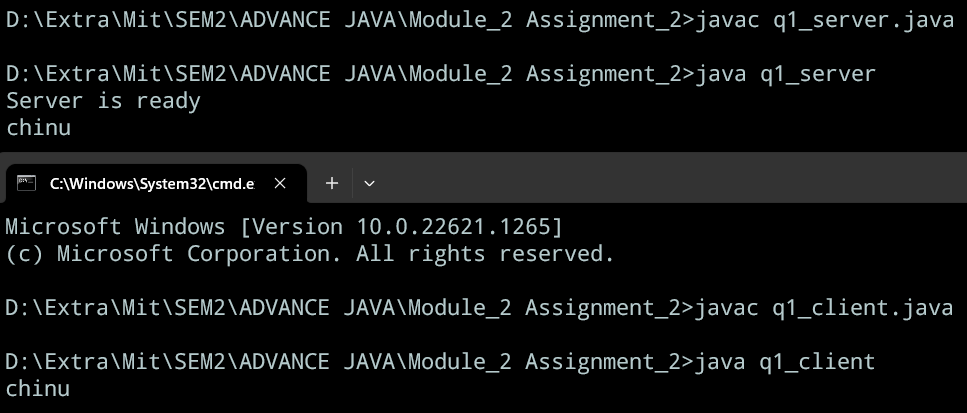 D:\Extra\Mit\SEM2\ADVANCE JAVA\Module_2 Assignment_2>javac q1_server.java
D:\Extra\Mit\SEM2\ADVANCE JAVA\Module_2 Assignment_2>java q1_server
Server is ready
chinu
C:\Windows\System32\cmd.e
Microsoft Windows [Version 10.0.22621.1265]
(c) Microsoft Corporation. All rights reserved.
D:\Extra\Mit\SEM2\ADVANCE JAVA\Module_2 Assignment_2>javac q1_client.java
D:\Extra\Mit\SEM2\ADVANCE JAVA\Module_2 Assignment_2>java q1_client
chinu